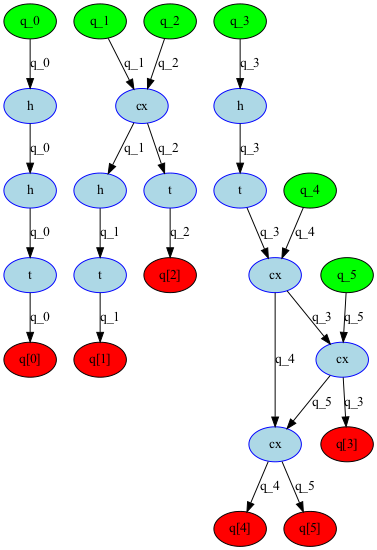 q_0 q_1 q_2 q_3
q_0 q_1 q_2 q_3
h cx h
q_0 q_1 q_2 q_3
h h t t q_4
q_0 q_1 q_2 q_3 q_4
t t q[2] cx q_5
q_0 q_1 q_3 q_5
q[0] q[1] q_4 cx
q_5 q_3
cx q[3]
q_4 q_5
q[4] q[5]